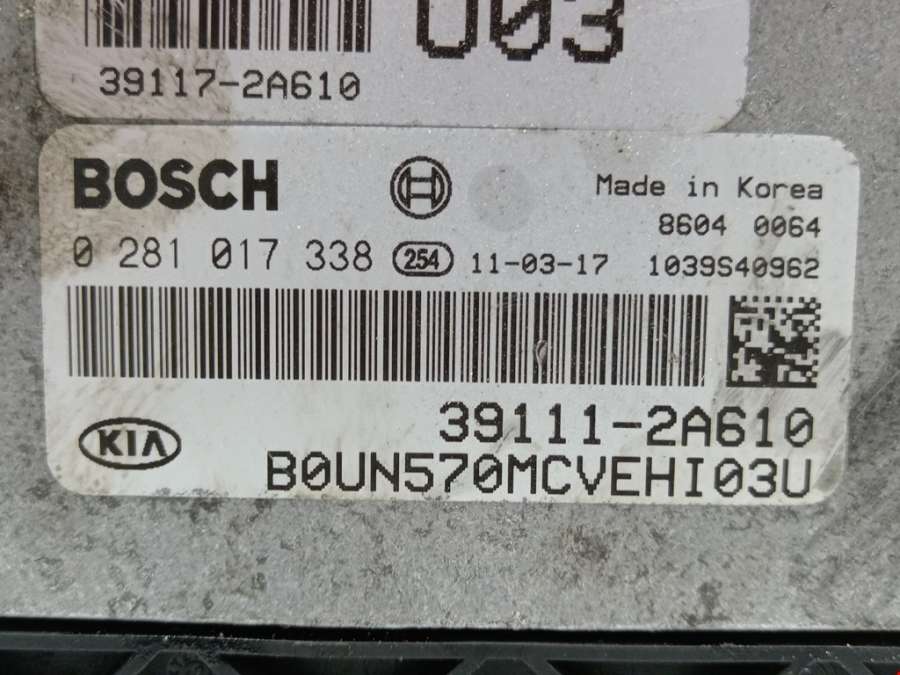 U03
39117-2A610
BOSCH Made in Korea
8604 0064
0 281 017 338 254 11-03-17 1039S40962
KIA 39111-2A610
B0UN570MCVEHI03U